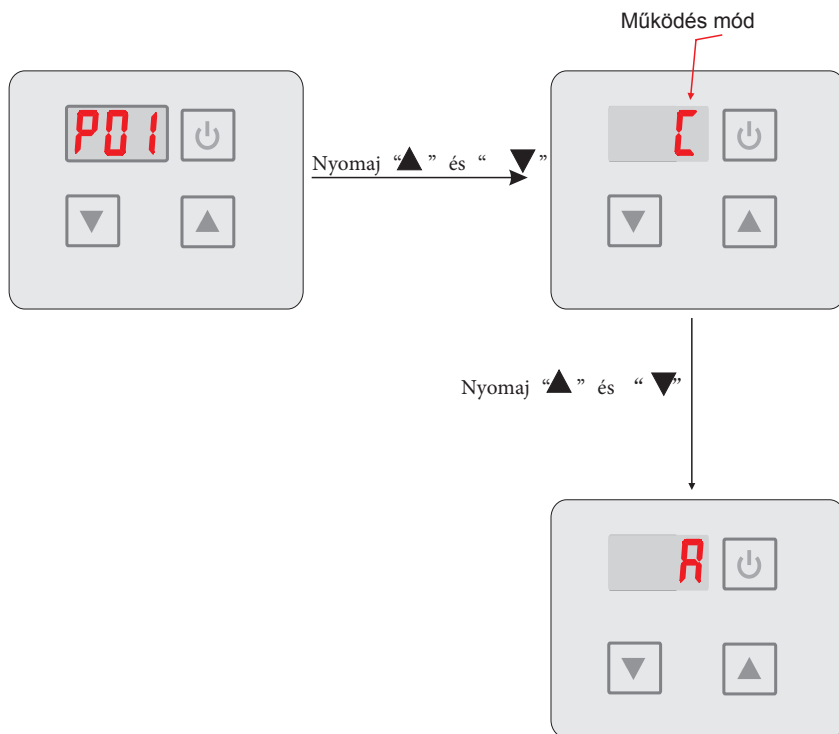 Működés mód
P01
C
Nyomaj “▲” és “ ▼”
Nyomaj “▲” és “ ▼”
A